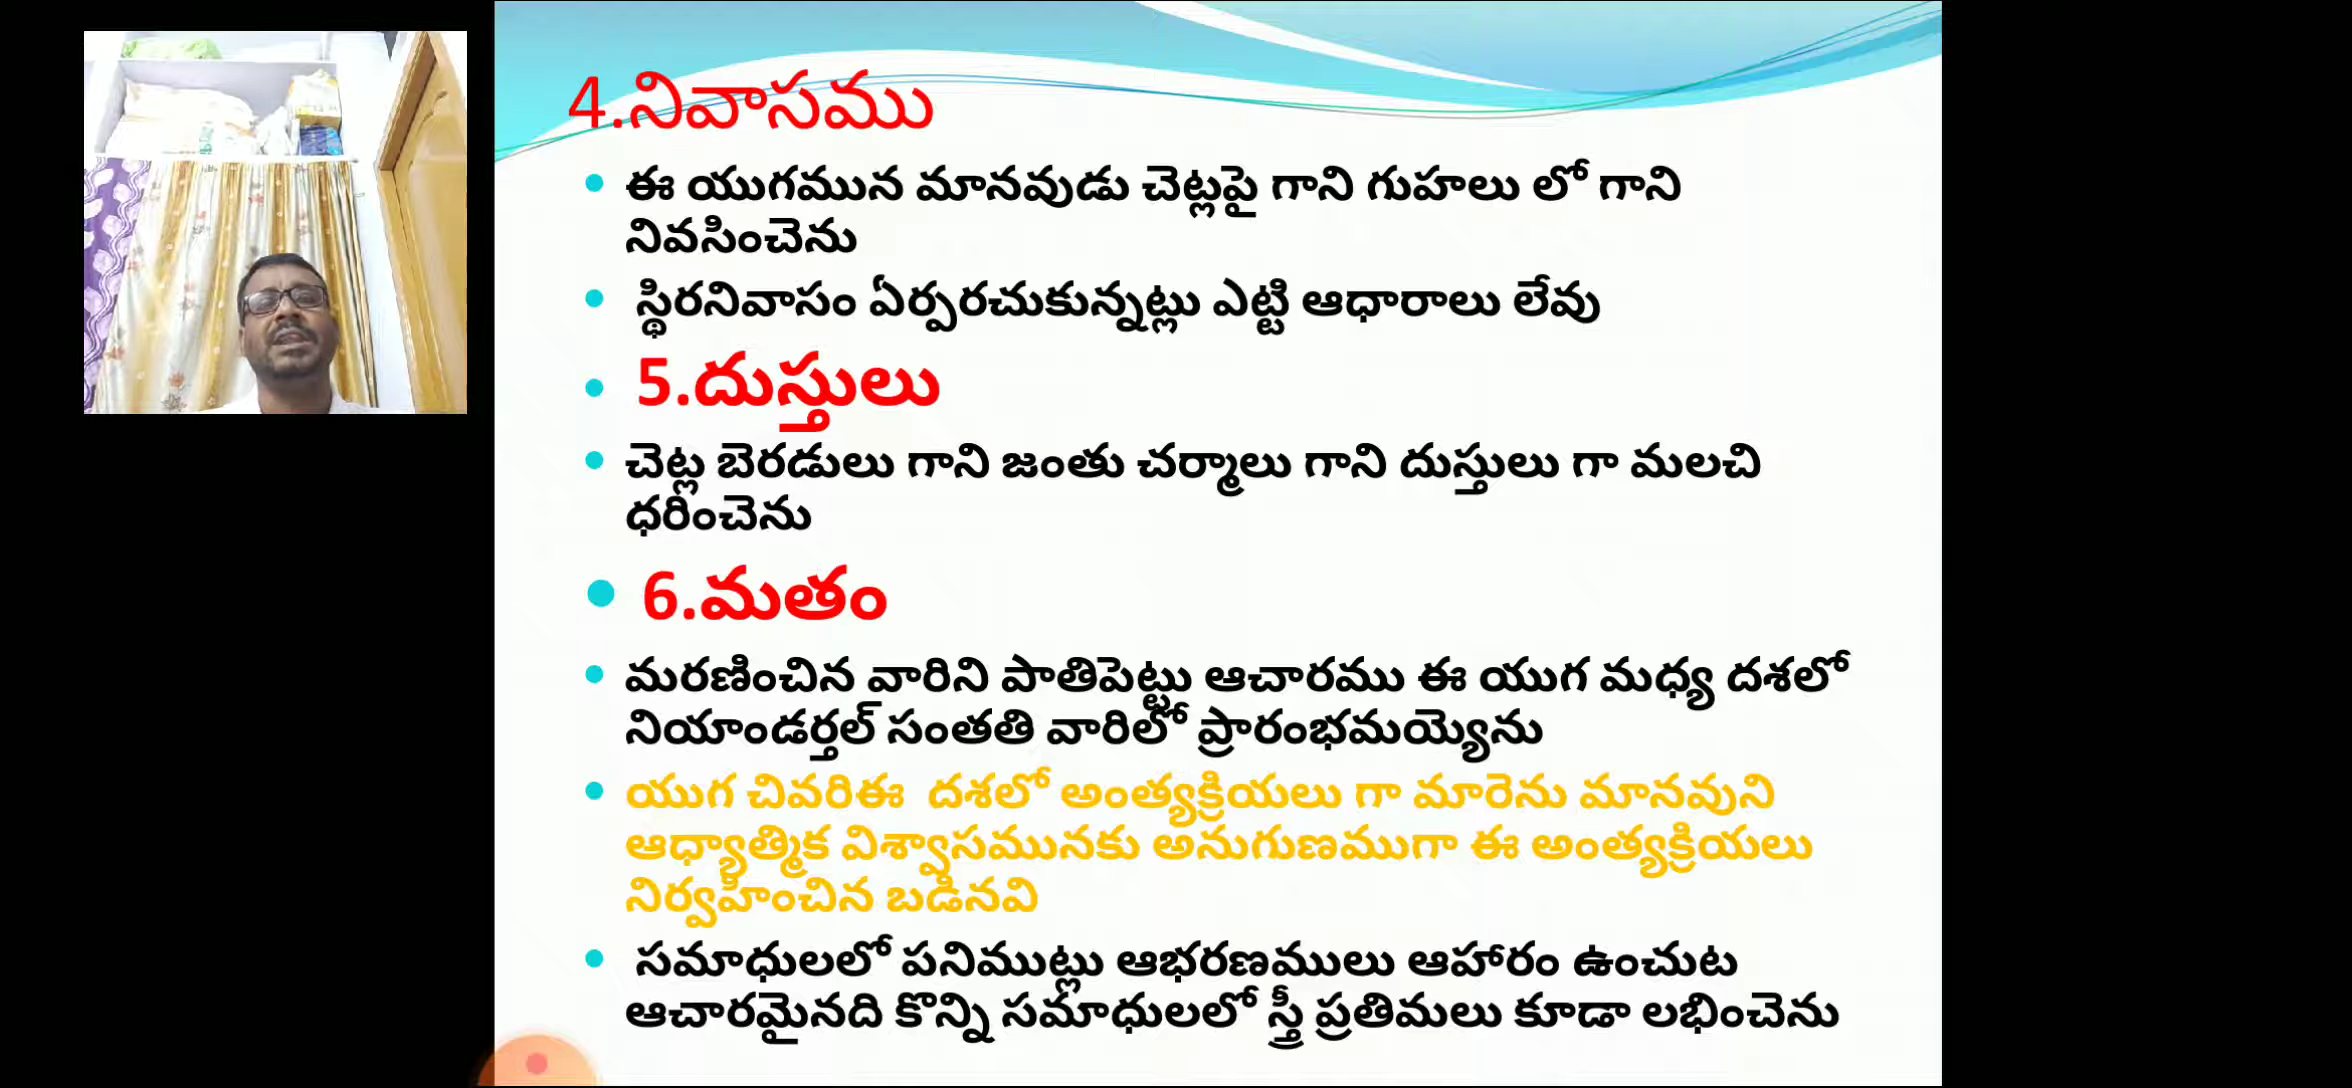 4.నివాసము
ఈ యుగమున మానవుడు చెట్లపై గాని గుహలు లో గాని
నివసించెను
స్థిరనివాసం ఏర్పరచుకున్నట్లు ఎట్టి ఆధారాలు లేవు
5.దుస్తులు
చెట్ల బెరడులు గాని జంతు చర్మాలు గాని దుస్తులు గా మలచి
ధరించెను
6.మతం
మరణించిన వారిని పాతిపెట్టు ఆచారము ఈ యుగ మధ్య దశలో
నియాండర్తల్ సంతతి వారిలో ప్రారంభమయ్యెను
యుగ చివరిఈ దశలో అంత్యక్రియలు గా మారెను మానవుని
ఆధ్యాత్మిక విశ్వాసమునకు అనుగుణముగా ఈ అంత్యక్రియలు
నిర్వహించిన బడినవి
సమాధులలో పనిముట్లు ఆభరణములు ఆహారం ఉంచుట
ఆచారమైనది కొన్ని సమాధులలో స్త్రీ ప్రతిమలు కూడా లభించెను